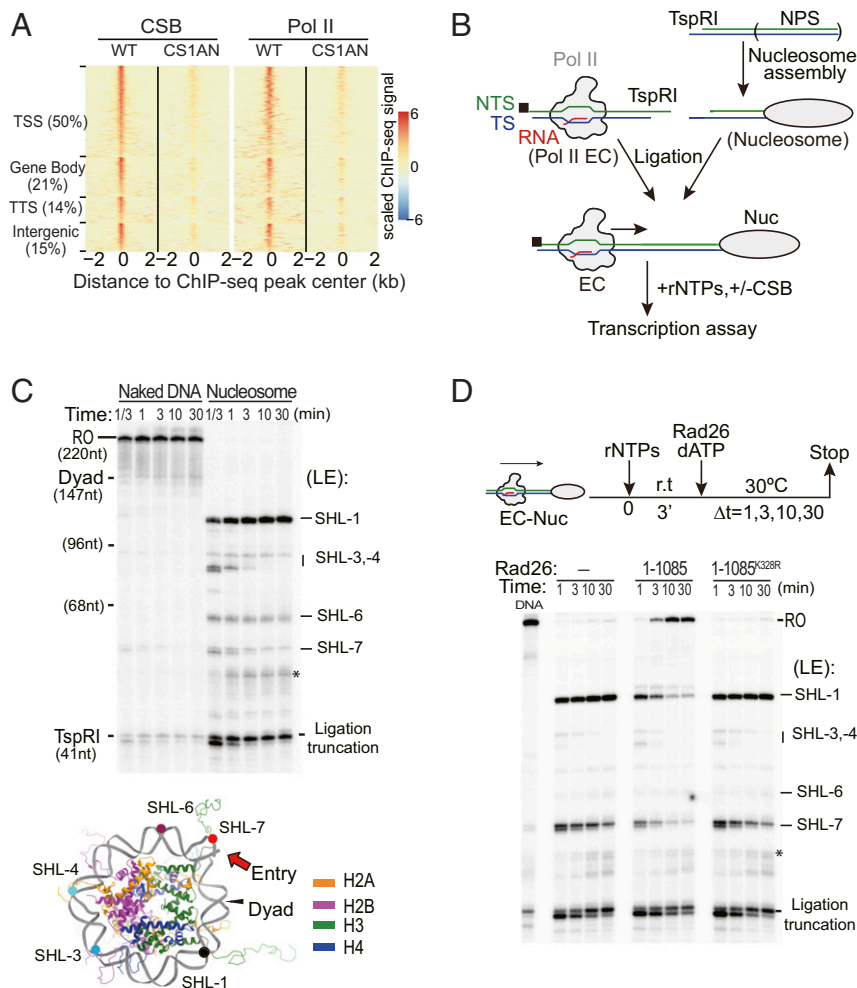 A
CSB Pol II
WT CS1AN WT CS1AN
TSS (50%)
Gene Body
(21%)
TTS (14%)
Intergenic
(15%)
−2 0 2−2 0 2 −2 0 2−2 0 2
Distance to ChIP-seq peak center (kb)
scaled ChIP-seq signal
6
−6
B
TspRI NPS
Nucleosome
assembly
Pol II
TspRI
NTS
TS
RNA
(Pol II EC)
(Nucleosome)
Ligation
Nuc
EC
+rNTPs,+/-CSB
Transcription assay
C
Naked DNA Nucleosome
Time: 1/3 1 3 10 30 1/3 1 3 10 30 (min)
RO
(220nt)
Dyad
(147nt)
(LE):
SHL-1
(96nt)
SHL-3,-4
(68nt)
SHL-6
SHL-7
*
TspRI
(41nt)
Ligation
truncation
SHL-6
SHL-7
SHL-4
Entry
Dyad
SHL-3
SHL-1
H2A
H2B
H3
H4
D
rNTPs
Rad26
dATP
Stop
r.t
30ºC
EC-Nuc
0
3'
Δt=1,3,10,30
Rad26: – 1-1085 1-1085K328R
Time: 1 3 10 30 1 3 10 30 1 3 10 30 (min)
DNA
RO
(LE):
SHL-1
SHL-3,-4
SHL-6
SHL-7
*
Ligation
truncation